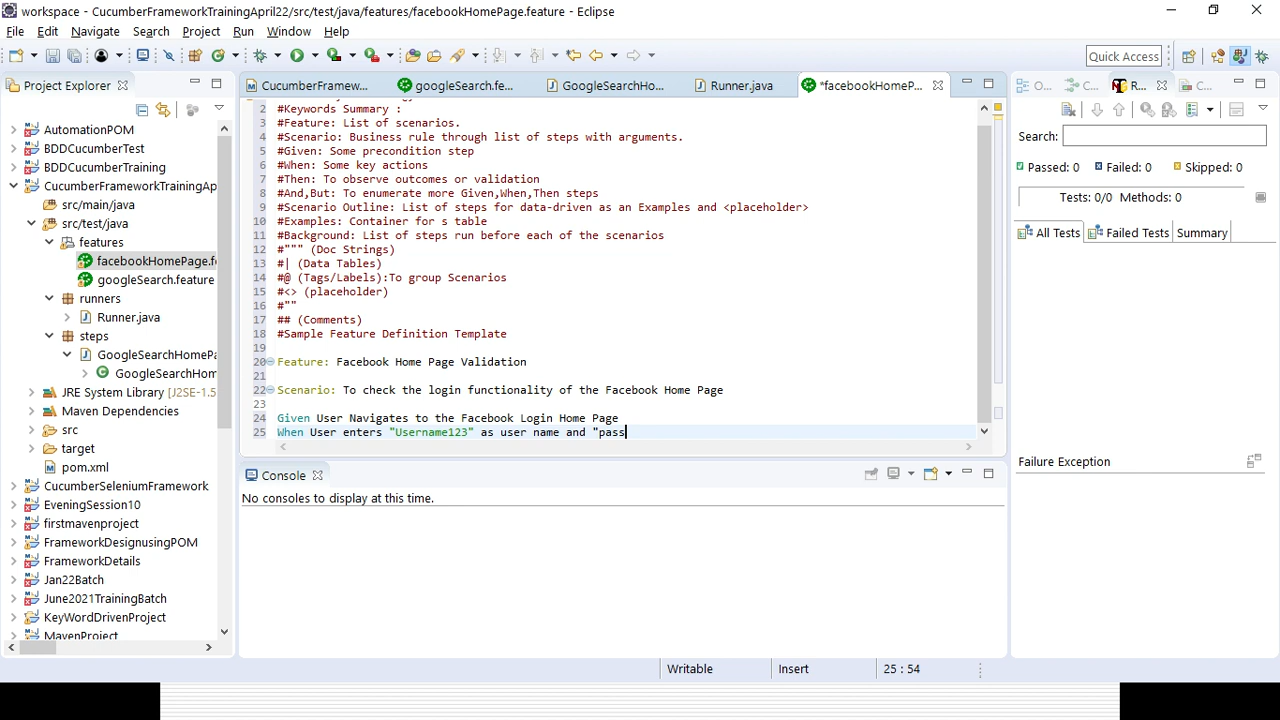 workspace - CucumberFrameworkTrainingApril22/src/test/java/features/facebookHomePage.feature - Eclipse
File Edit Navigate Search Project Run Window Help
Quick Access
Project Explorer
CucumberFramew...
googleSearch.fe...
GoogleSearchHo...
Runner.java
*facebookHomeP...
O...
C...
R...
C...
AutomationPOM
BDDCucumberTest
BDDCucumberTraining
CucumberFrameworkTrainingAp
src/main/java
src/test/java
features
facebookHomePage.f
googleSearch.feature
runners
Runner.java
steps
GoogleSearchHomeP
GoogleSearchHom
JRE System Library [J2SE-1.5
Maven Dependencies
src
target
pom.xml
CucumberSeleniumFramework
EveningSession10
firstmavenproject
FrameworkDesignusingPOM
FrameworkDetails
Jan22Batch
June2021TrainingBatch
KeyWordDrivenProject
MavenProject
2 #Keywords Summary :
3 #Feature: List of scenarios.
4 #Scenario: Business rule through list of steps with arguments.
5 #Given: Some precondition step
6 #When: Some key actions
7 #Then: To observe outcomes or validation
8 #And,But: To enumerate more Given,When,Then steps
9 #Scenario Outline: List of steps for data-driven as an Examples and <placeholder>
10 #Examples: Container for s table
11 #Background: List of steps run before each of the scenarios
12 #""" (Doc Strings)
13 #| (Data Tables)
14 #@ (Tags/Labels):To group Scenarios
15 #<> (placeholder)
16 #""
17 ## (Comments)
18 #Sample Feature Definition Template
19
20 Feature: Facebook Home Page Validation
21
22 Scenario: To check the login functionality of the Facebook Home Page
23
24 Given User Navigates to the Facebook Login Home Page
25 When User enters "Username123" as user name and "pass
Console
No consoles to display at this time.
Search:
Passed: 0 Failed: 0 Skipped: 0
Tests: 0/0 Methods: 0
All Tests Failed Tests Summary
Failure Exception
Writable Insert 25 : 54